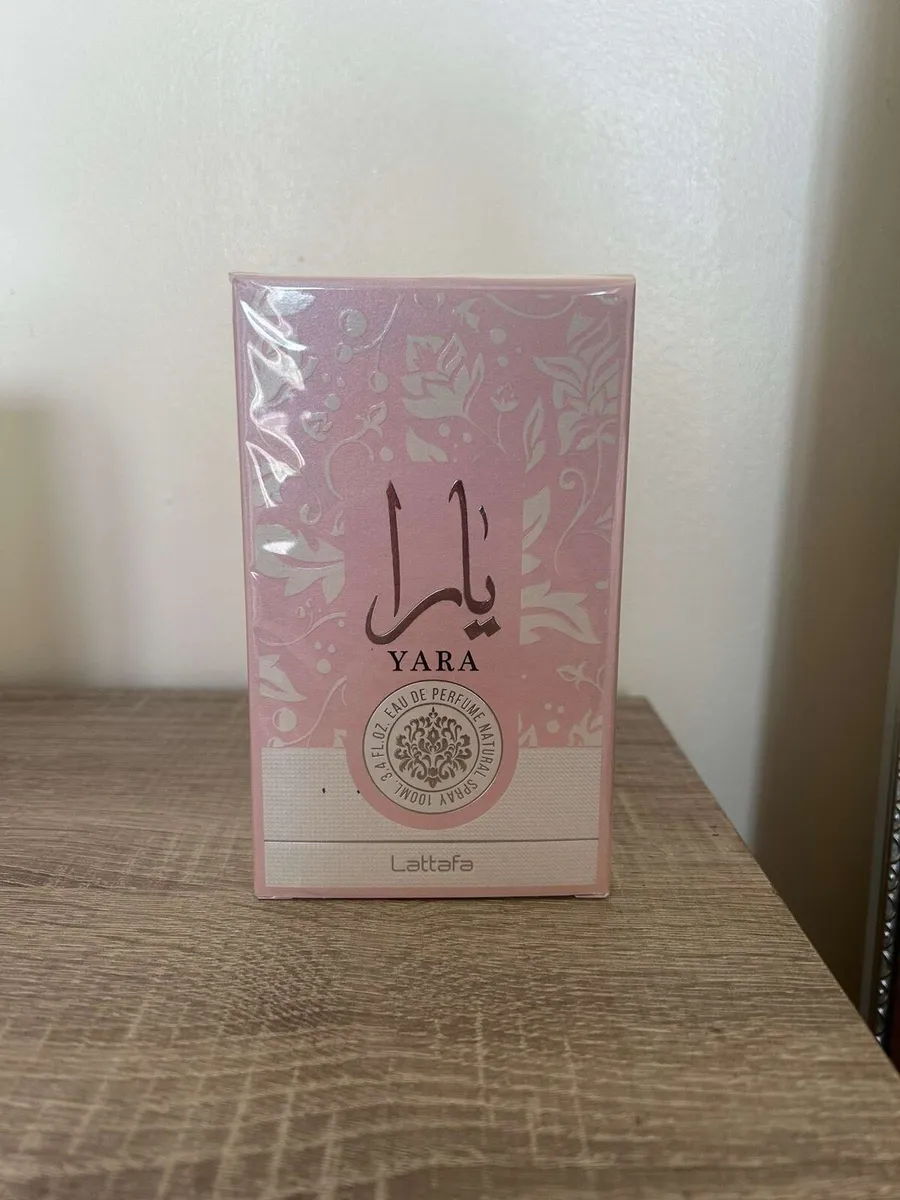 يارا
YARA
EAU DE PERFUME NATURAL SPRAY 100ML. 3.4 FL.OZ.
Lattafa